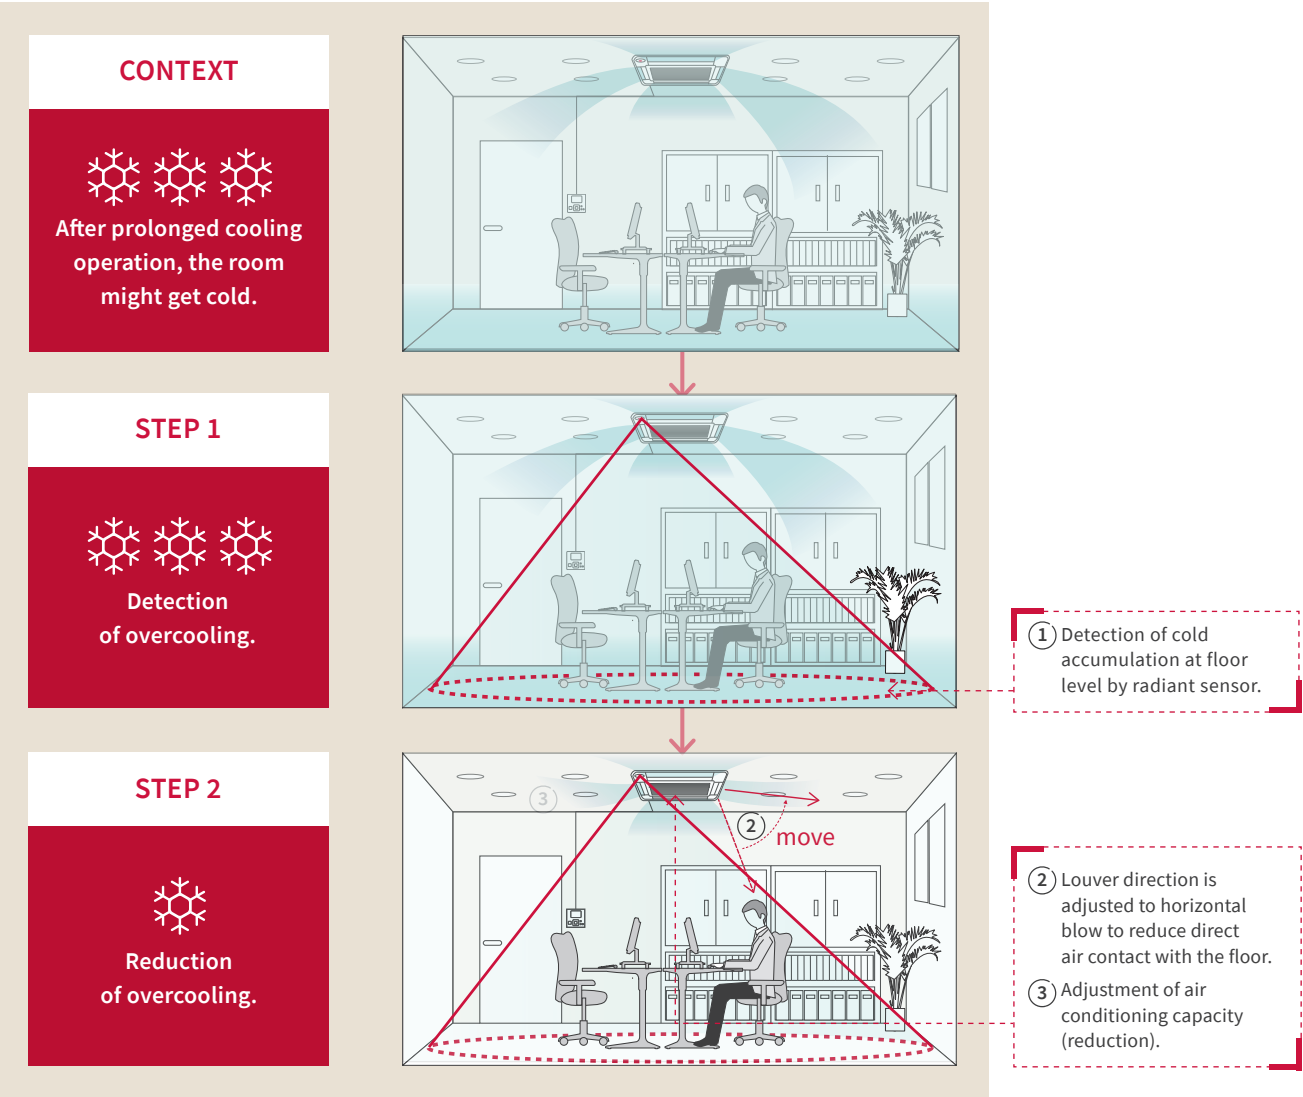 CONTEXT
After prolonged cooling
operation, the room
might get cold.
STEP 1
Detection
of overcooling.
1 Detection of cold
accumulation at floor
level by radiant sensor.
STEP 2
Reduction
of overcooling.
3
2
move
2 Louver direction is
adjusted to horizontal
blow to reduce direct
air contact with the floor.
3 Adjustment of air
conditioning capacity
(reduction).